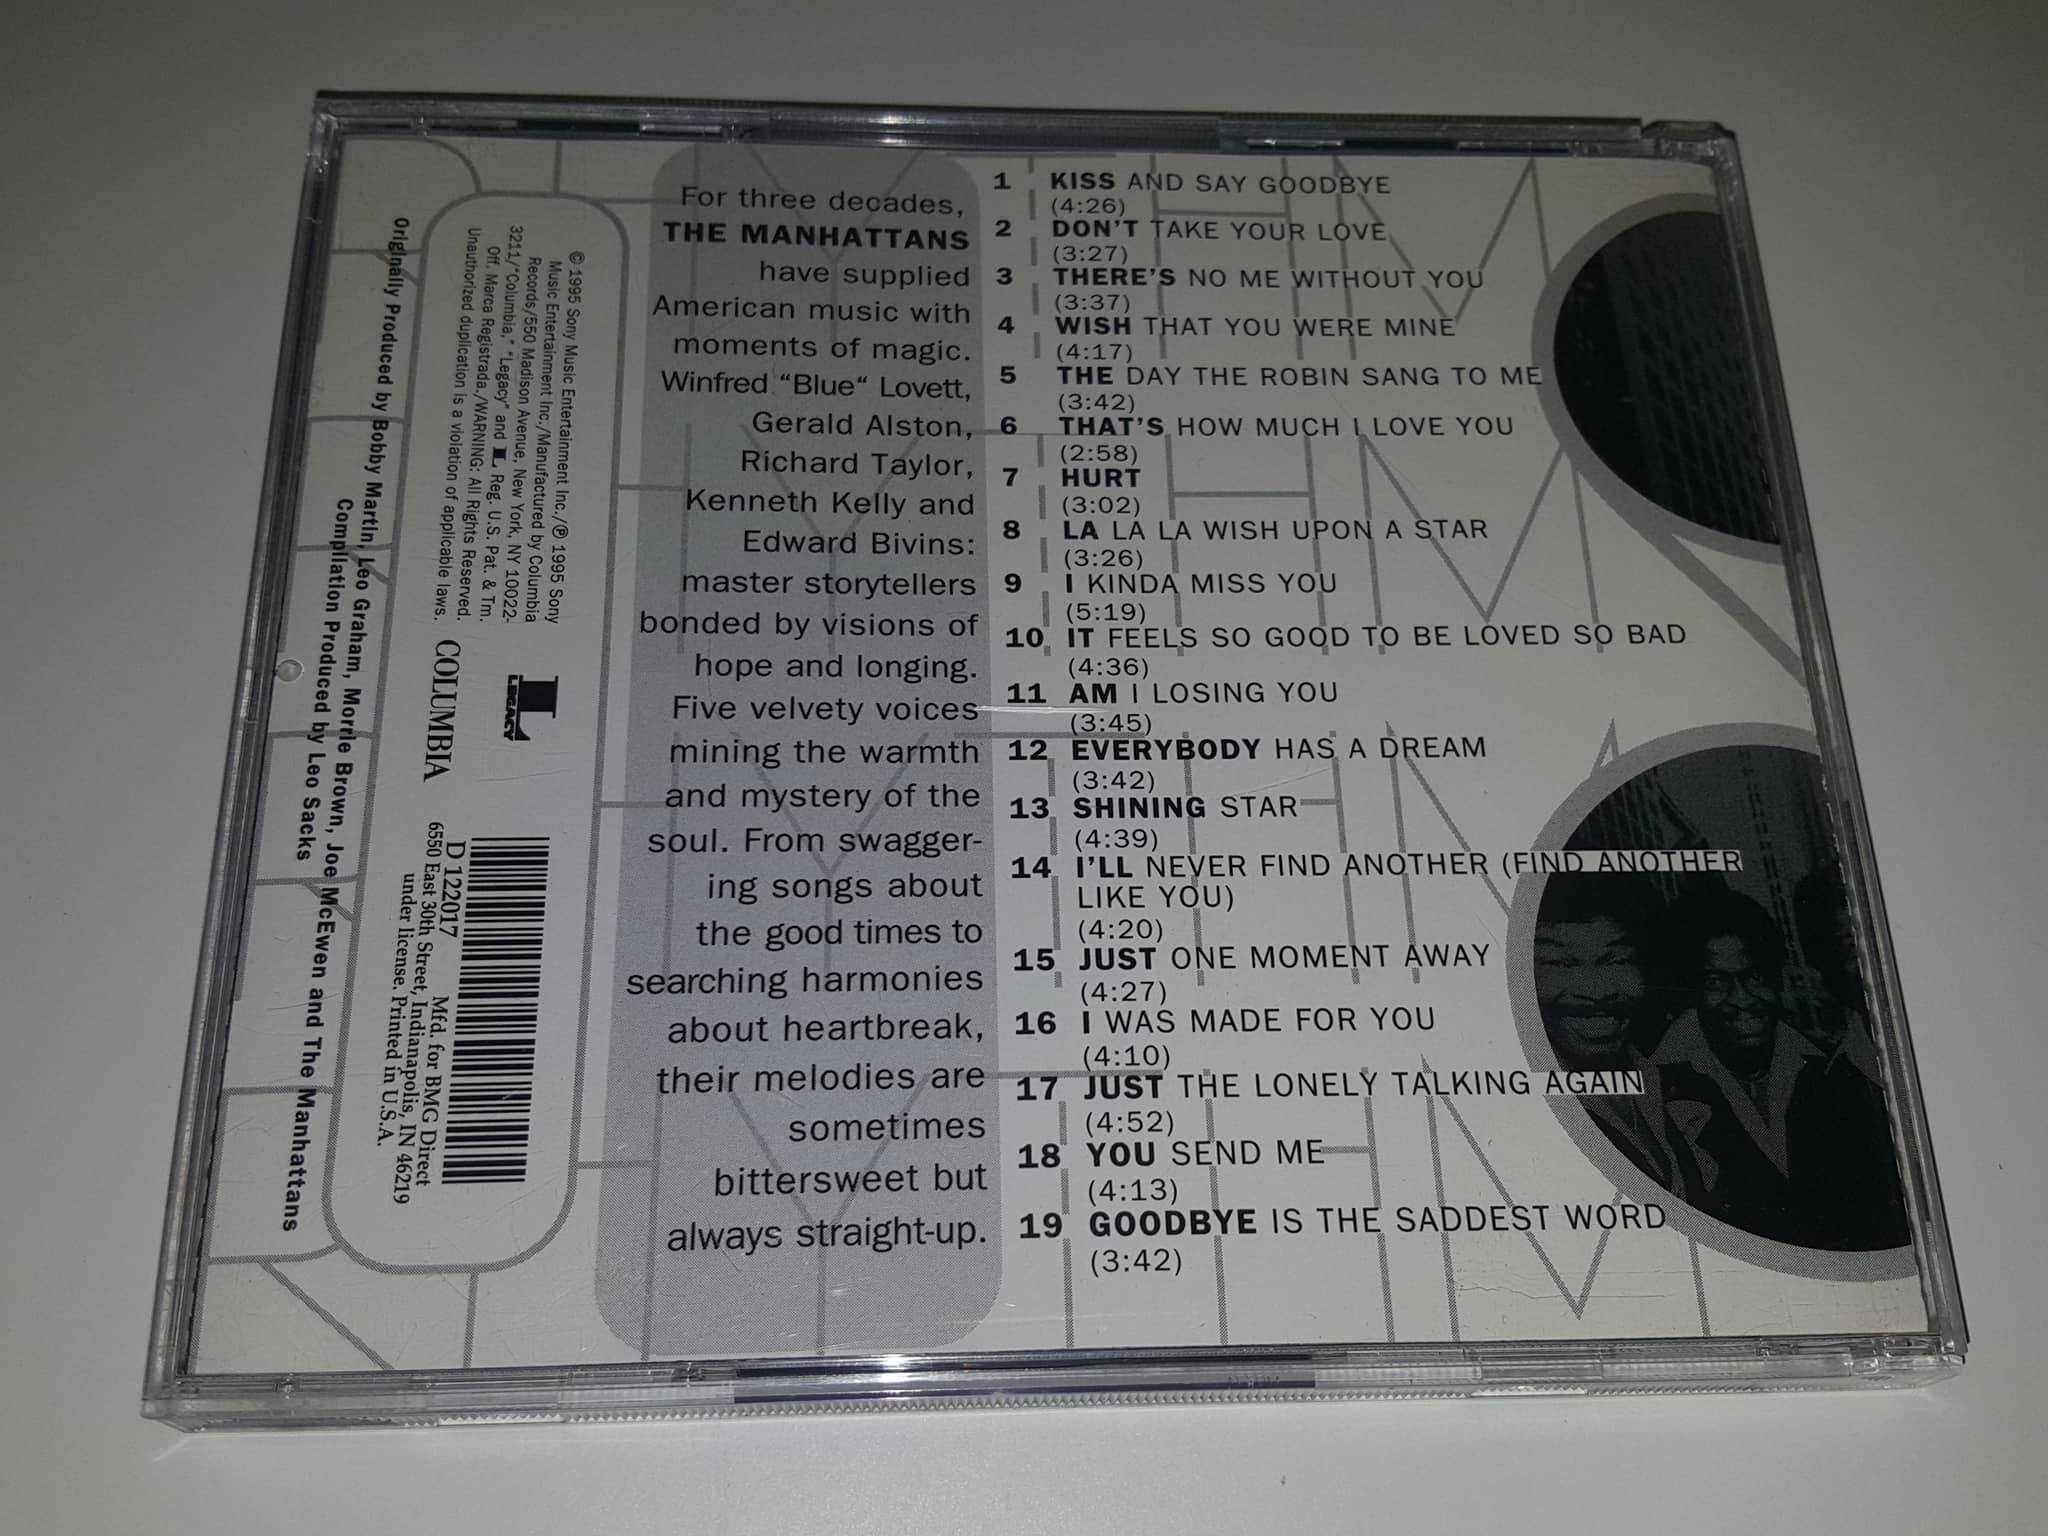 Originally Produced by Bobby Martin, Leo Graham, Morrie Brown, Joe McEwen and The Manhattans
Compilation Produced by Leo Sacks
© 1995 Sony Music Entertainment Inc./℗ 1995 Sony
Music Entertainment Inc./Manufactured by Columbia
Records/550 Madison Avenue, New York, NY 10022-
3211/"Columbia," "Legacy" and L Reg. U.S. Pat. & Tm.
Off. Marca Registrada./WARNING: All Rights Reserved.
Unauthorized duplication is a violation of applicable laws.
L
LEGACY
COLUMBIA
D 122017 Mfd. for BMG Direct
6550 East 30th Street, Indianapolis, IN 46219
under license. Printed in U.S.A.
For three decades,
THE MANHATTANS
have supplied
American music with
moments of magic.
Winfred “Blue“ Lovett,
Gerald Alston,
Richard Taylor,
Kenneth Kelly and
Edward Bivins:
master storytellers
bonded by visions of
hope and longing.
Five velvety voices
mining the warmth
and mystery of the
soul. From swagger-
ing songs about
the good times to
searching harmonies
about heartbreak,
their melodies are
sometimes
bittersweet but
always straight-up.
1 KISS AND SAY GOODBYE
(4:26)
2 DON'T TAKE YOUR LOVE
(3:27)
3 THERE'S NO ME WITHOUT YOU
(3:37)
4 WISH THAT YOU WERE MINE
(4:17)
5 THE DAY THE ROBIN SANG TO ME
(3:42)
6 THAT'S HOW MUCH I LOVE YOU
(2:58)
7 HURT
(3:02)
8 LA LA LA WISH UPON A STAR
(3:26)
9 I KINDA MISS YOU
(5:19)
10 IT FEELS SO GOOD TO BE LOVED SO BAD
(4:36)
11 AM I LOSING YOU
(3:45)
12 EVERYBODY HAS A DREAM
(3:42)
13 SHINING STAR
(4:39)
14 I'LL NEVER FIND ANOTHER (FIND ANOTHER
LIKE YOU)
(4:20)
15 JUST ONE MOMENT AWAY
(4:27)
16 I WAS MADE FOR YOU
(4:10)
17 JUST THE LONELY TALKING AGAIN
(4:52)
18 YOU SEND ME
(4:13)
19 GOODBYE IS THE SADDEST WORD
(3:42)